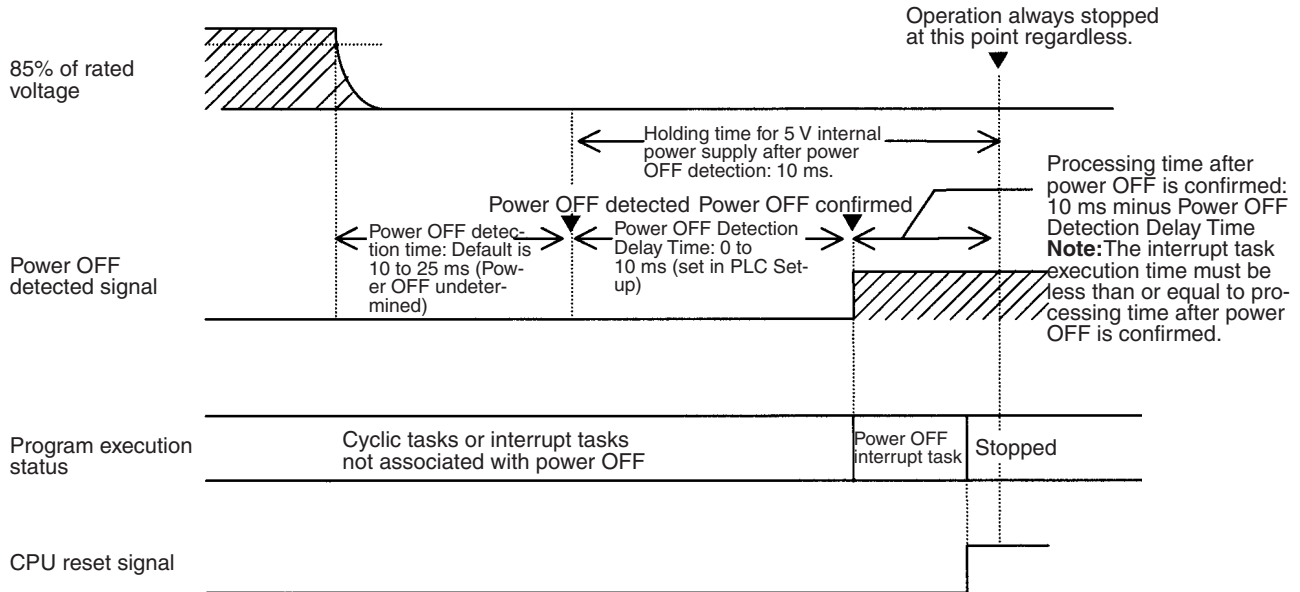 Operation always stopped
at this point regardless.
85% of rated
voltage
Holding time for 5 V internal
power supply after power
OFF detection: 10 ms.
Processing time after
power OFF is confirmed:
10 ms minus Power OFF
Detection Delay Time
Note:The interrupt task
execution time must be
less than or equal to pro-
cessing time after power
OFF is confirmed.
Power OFF detected Power OFF confirmed
Power OFF detec-
tion time: Default is
10 to 25 ms (Pow-
er OFF undeter-
mined)
Power OFF Detection
Delay Time: 0 to
10 ms (set in PLC Set-
up)
Power OFF
detected signal
Program execution
status
Cyclic tasks or interrupt tasks
not associated with power OFF
Power OFF
interrupt task
Stopped
CPU reset signal